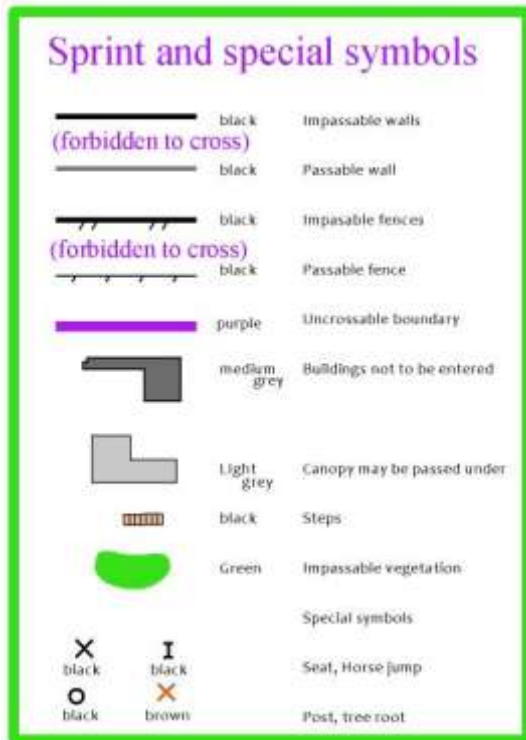 Sprint and special symbols
black Impassable walls
(forbidden to cross)
black Passable wall
black Impasable fences
(forbidden to cross)
black Passable fence
purple Uncrossable boundary
medium grey Buildings not to be entered
Light grey Canopy may be passed under
black Steps
Green Impassable vegetation
Special symbols
black black Seat, Horse jump
black brown Post, tree root